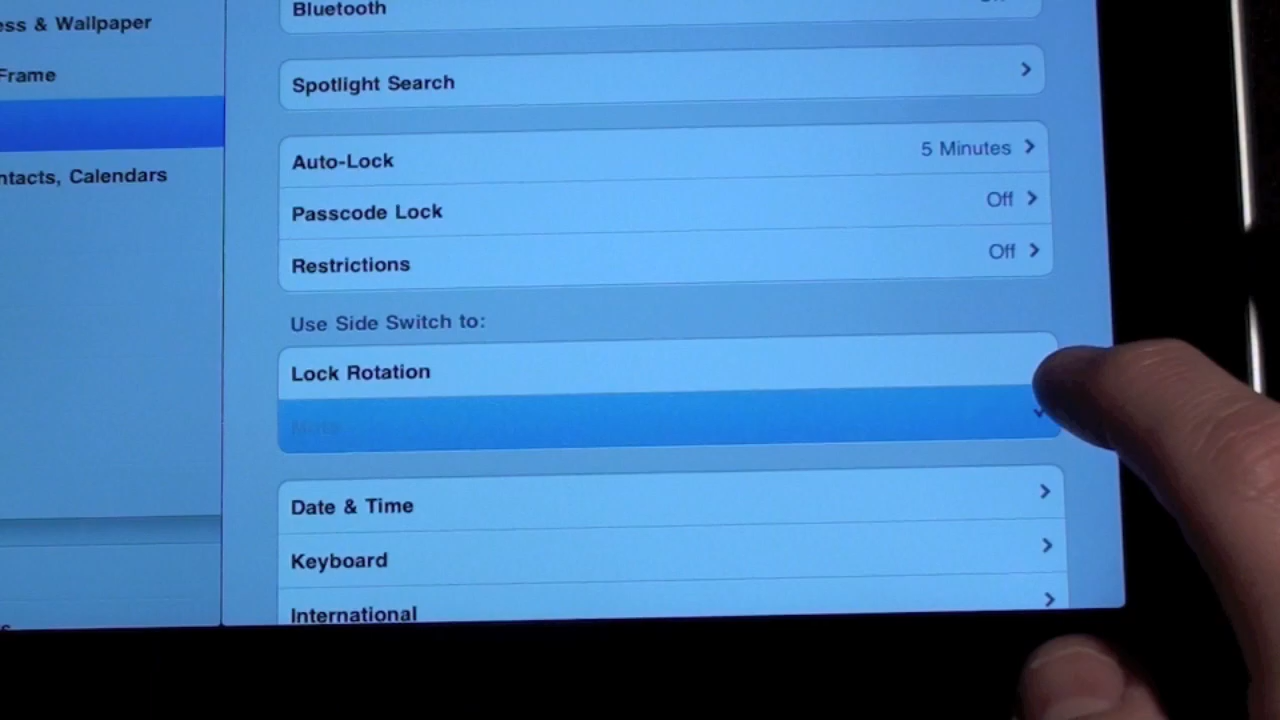 ess & Wallpaper
Frame
ntacts, Calendars
Bluetooth
Spotlight Search
Auto-Lock 5 Minutes
Passcode Lock Off
Restrictions Off
Use Side Switch to:
Lock Rotation
Mute
Date & Time
Keyboard
International